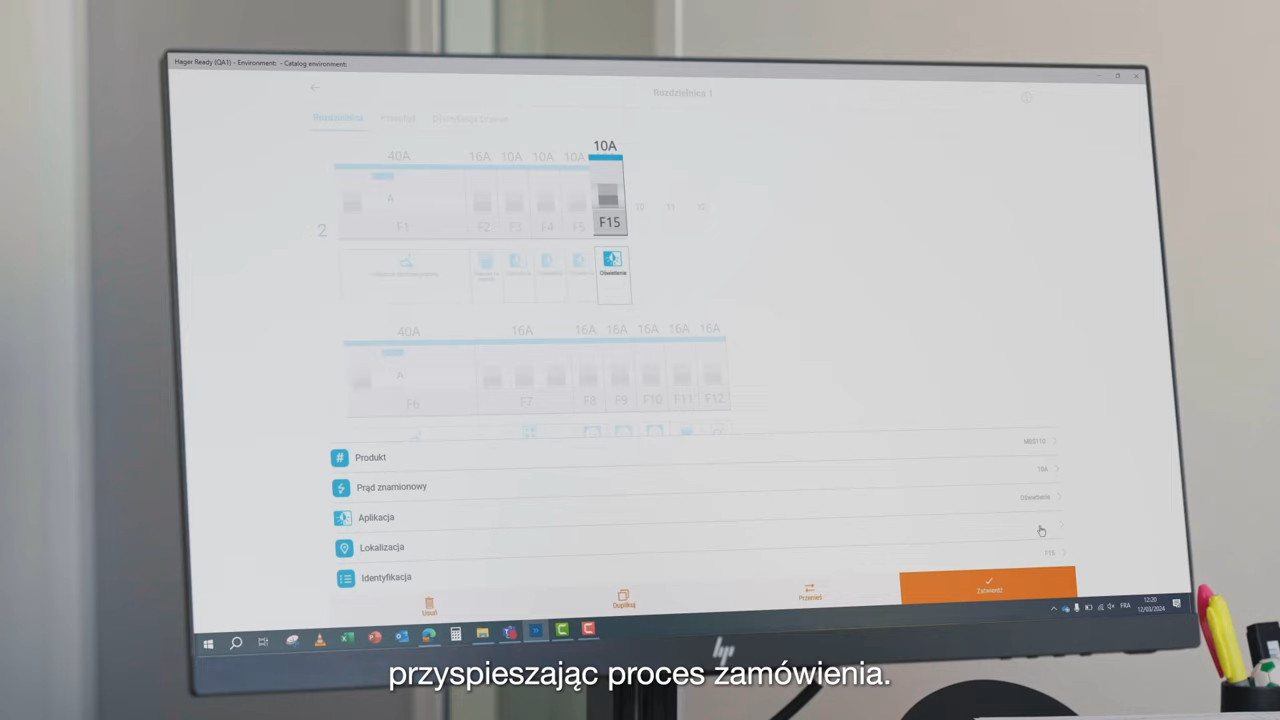 Hager Ready (QA1) - Environment: - Catalog environment:
Rozdzielnica 1
Rozdzielnica
40A 16A 10A 10A 10A 10A
A
2
F1 F2 F3 F4 F5 F15
Oświetlenie
40A 16A 16A 16A 16A 16A 16A
A
F6 F7 F8 F9 F10 F11 F12
# Produkt
Prąd znamionowy 10A
Aplikacja Oświetlenie
Lokalizacja
Identyfikacja F15
Usuń Duplikuj Przenieś Zatwierdź
FRA 12:20
12/03/2024
hp
przyspieszając proces zamówienia.